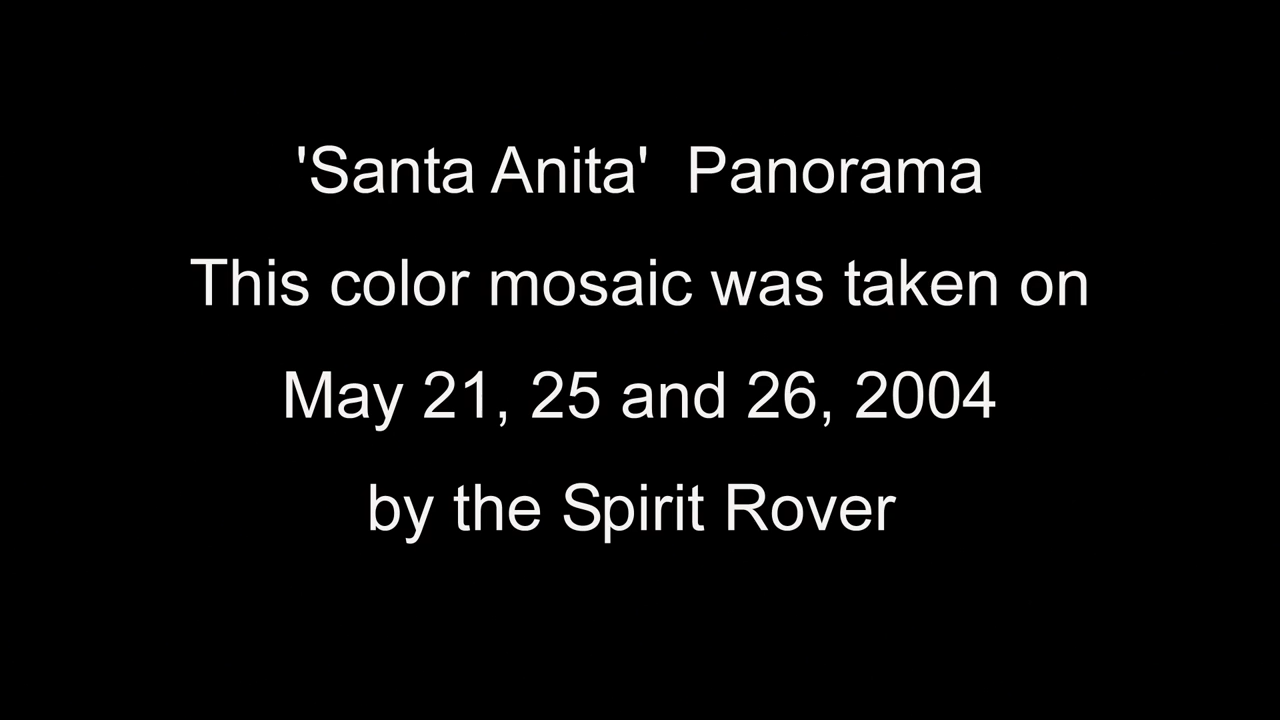 'Santa Anita'  Panorama
This color mosaic was taken on
May 21, 25 and 26, 2004
by the Spirit Rover